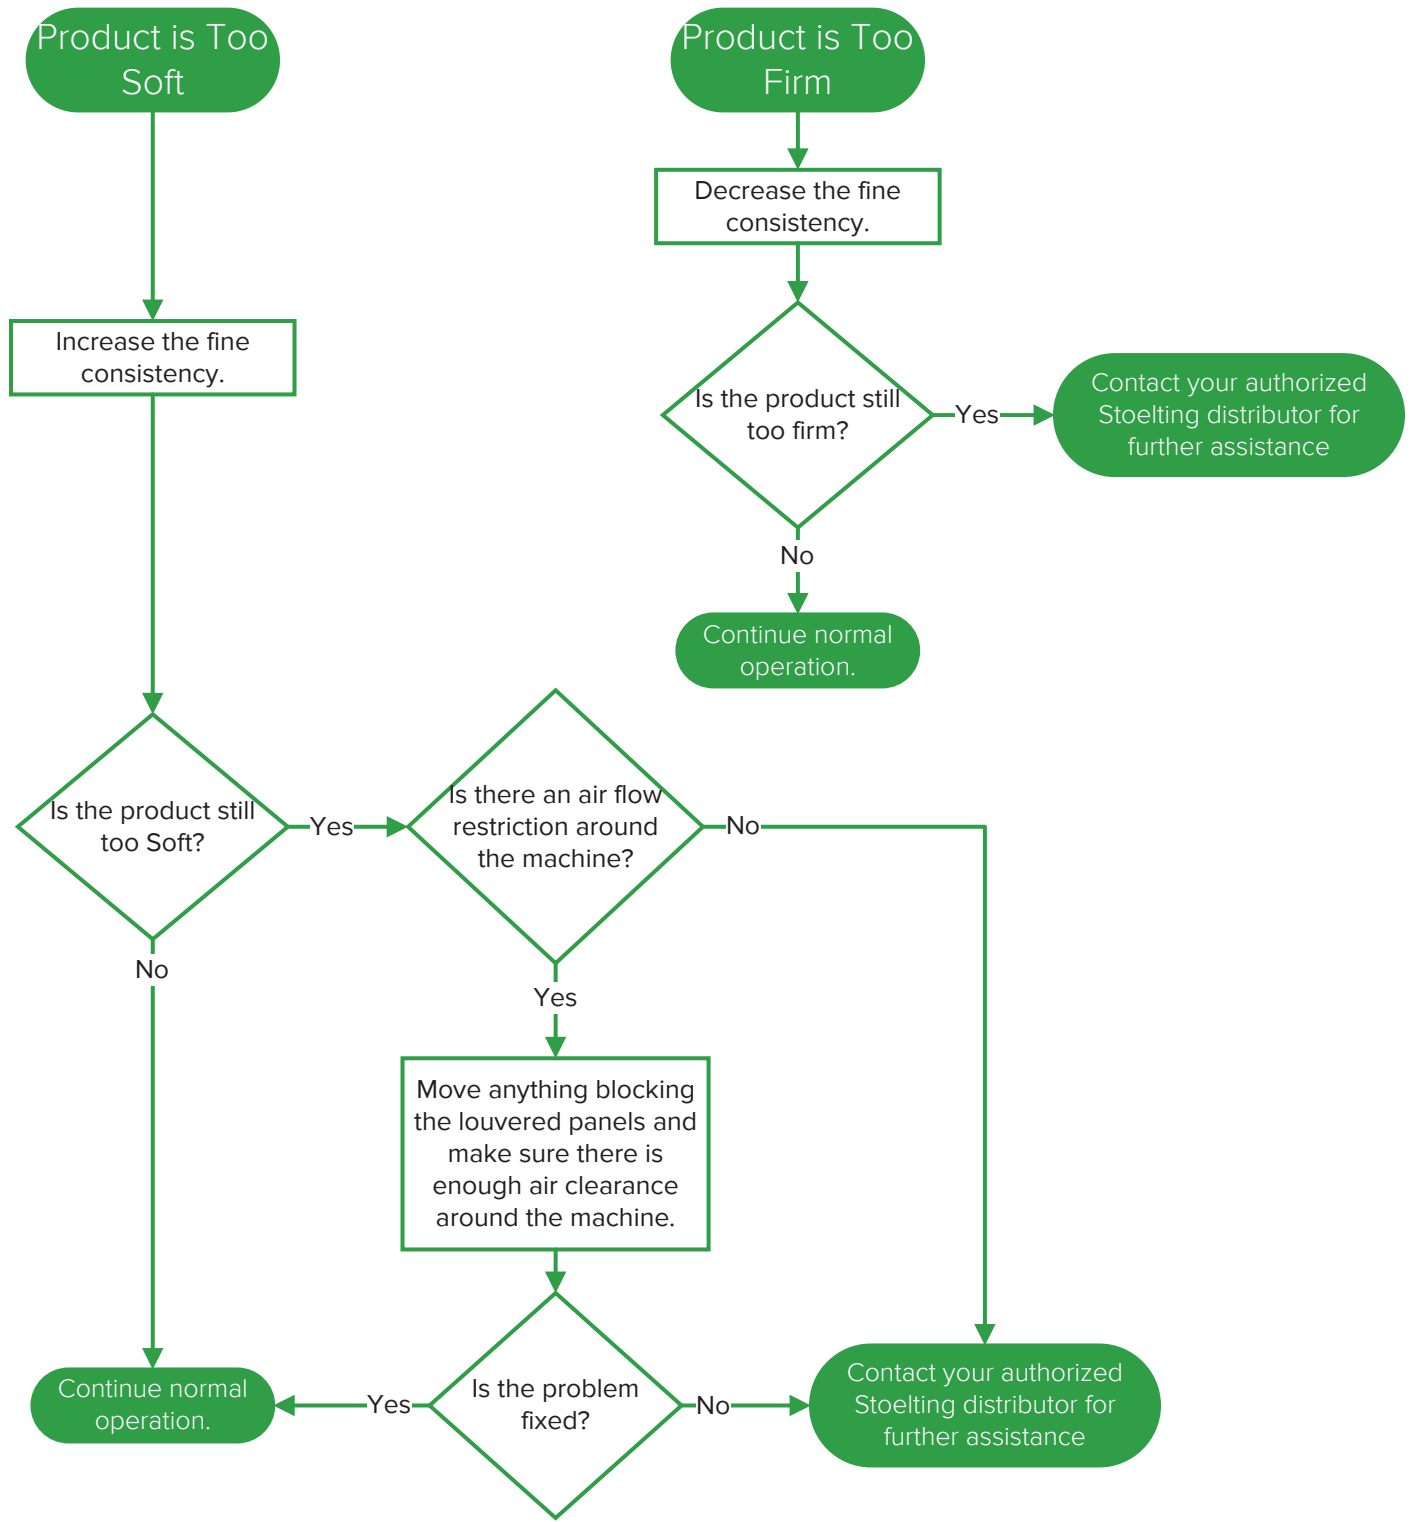 Product is Too
Soft
Increase the fine
consistency.
Is the product still
too Soft?
Yes
No
Is there an air flow
restriction around
the machine?
No
Yes
Move anything blocking
the louvered panels and
make sure there is
enough air clearance
around the machine.
Is the problem
fixed?
Yes
No
Continue normal
operation.
Contact your authorized
Stoelting distributor for
further assistance
Product is Too
Firm
Decrease the fine
consistency.
Is the product still
too firm?
Yes
Contact your authorized
Stoelting distributor for
further assistance
No
Continue normal
operation.